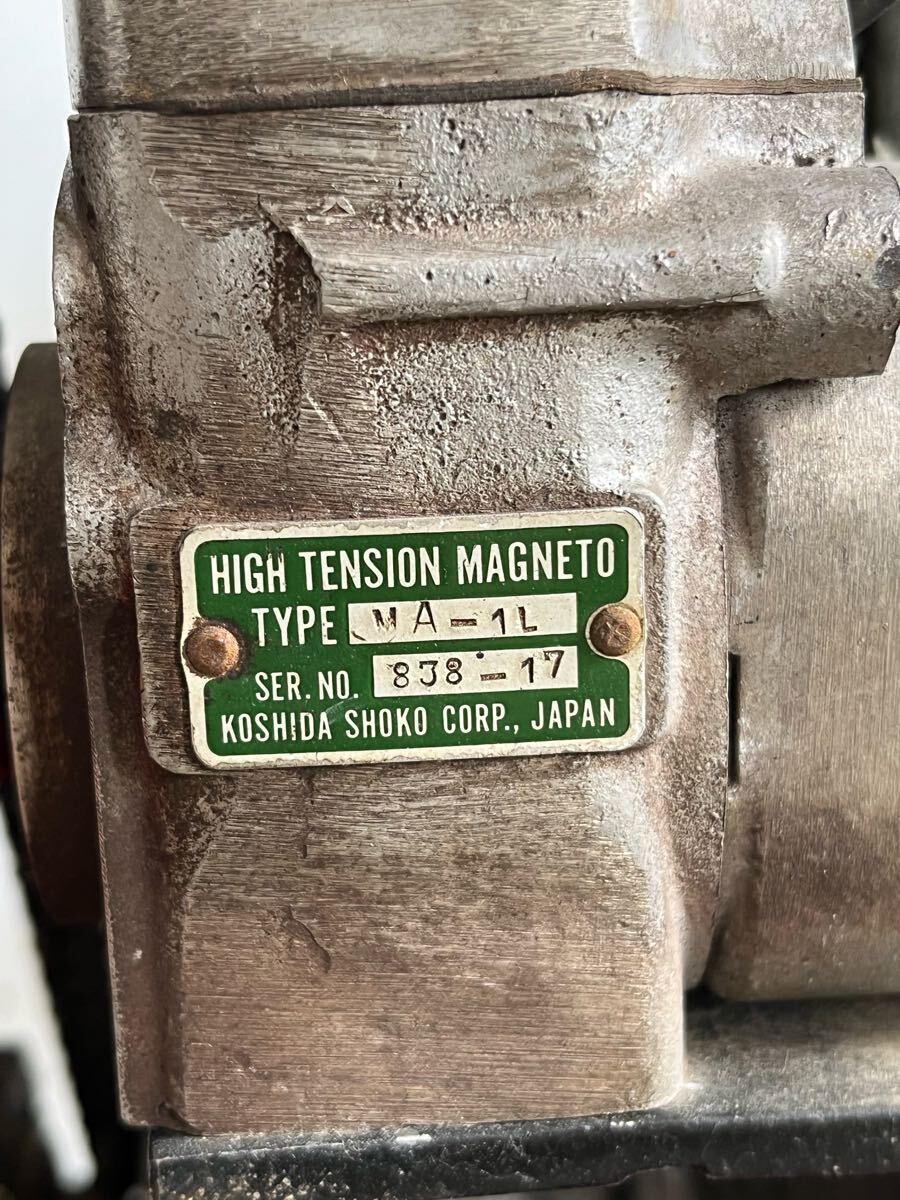 HIGH TENSION MAGNETO
TYPE MA-1L
SER. NO. 838-17
KOSHIDA SHOKO CORP., JAPAN